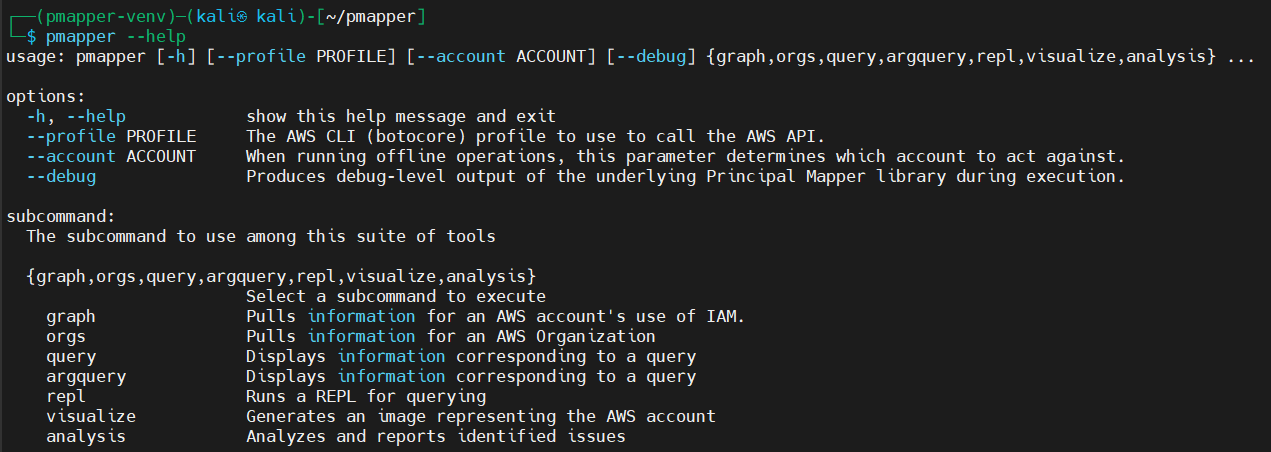 ┌──(pmapper-venv)─(kali㉿ kali)-[~/pmapper]
└─$ pmapper --help
usage: pmapper [-h] [--profile PROFILE] [--account ACCOUNT] [--debug] {graph,orgs,query,argquery,repl,visualize,analysis} ...

options:
  -h, --help            show this help message and exit
  --profile PROFILE     The AWS CLI (botocore) profile to use to call the AWS API.
  --account ACCOUNT     When running offline operations, this parameter determines which account to act against.
  --debug               Produces debug-level output of the underlying Principal Mapper library during execution.

subcommand:
  The subcommand to use among this suite of tools

  {graph,orgs,query,argquery,repl,visualize,analysis}
                        Select a subcommand to execute
    graph               Pulls information for an AWS account's use of IAM.
    orgs                Pulls information for an AWS Organization
    query               Displays information corresponding to a query
    argquery            Displays information corresponding to a query
    repl                Runs a REPL for querying
    visualize           Generates an image representing the AWS account
    analysis            Analyzes and reports identified issues